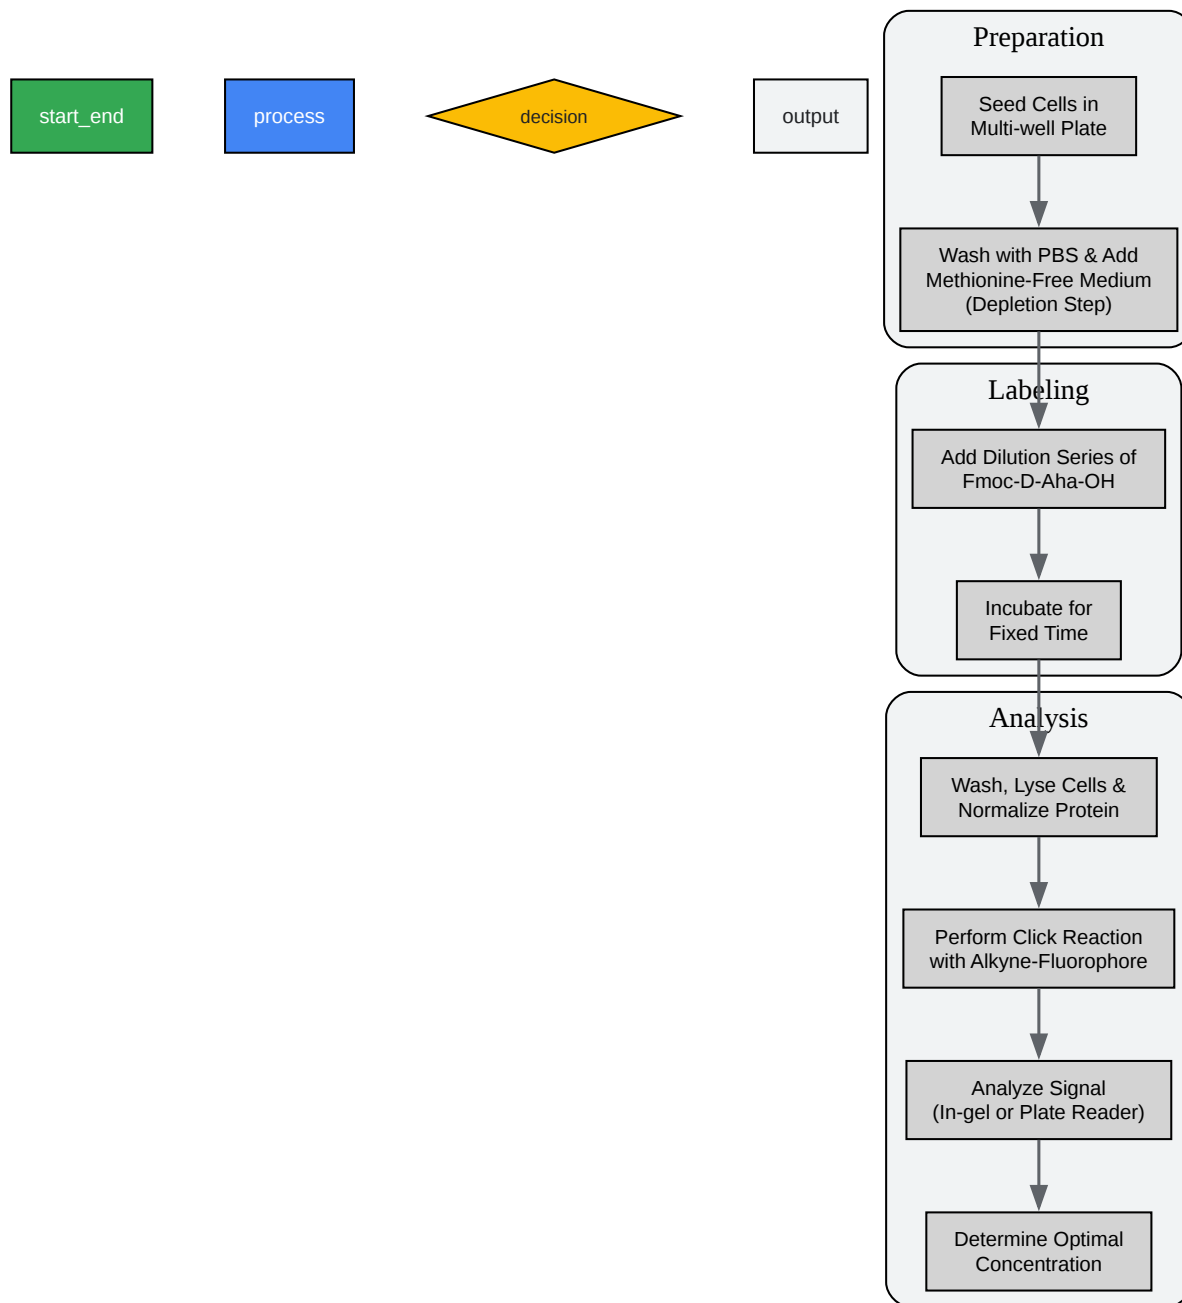 start_end
process
decision
output
Preparation
Seed Cells in
Multi-well Plate
Wash with PBS & Add
Methionine-Free Medium
(Depletion Step)
Labeling
Add Dilution Series of
Fmoc-D-Aha-OH
Incubate for
Fixed Time
Analysis
Wash, Lyse Cells &
Normalize Protein
Perform Click Reaction
with Alkyne-Fluorophore
Analyze Signal
(In-gel or Plate Reader)
Determine Optimal
Concentration